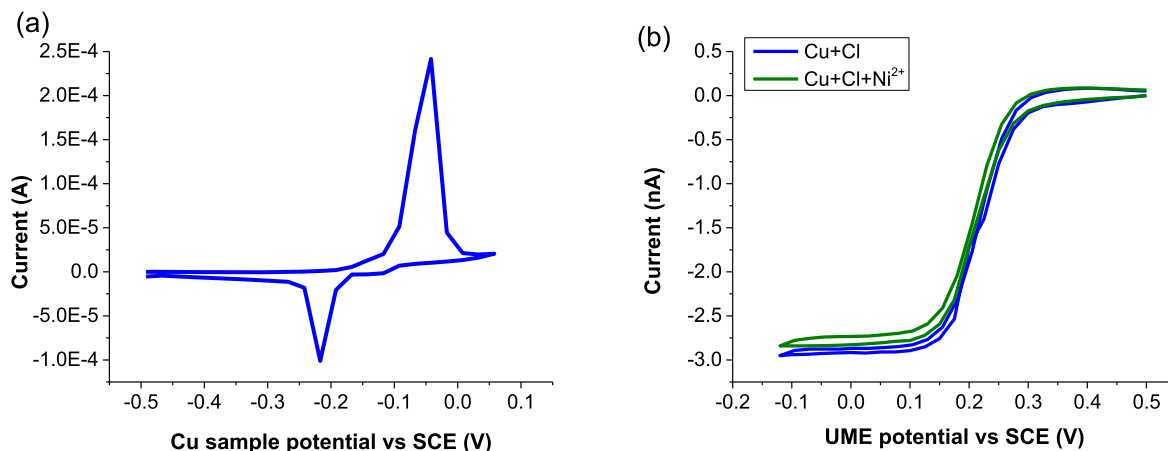 (a)
2.5E-4
2.0E-4
1.5E-4
1.0E-4
5.0E-5
0.0
-5.0E-5
-1.0E-4
Current (A)
-0.5 -0.4 -0.3 -0.2 -0.1 0.0 0.1
Cu sample potential vs SCE (V)
(b)
Cu+Cl
Cu+Cl+Ni²⁺
0.5
0.0
-0.5
-1.0
-1.5
-2.0
-2.5
-3.0
Current (nA)
-0.2 -0.1 0.0 0.1 0.2 0.3 0.4 0.5
UME potential vs SCE (V)